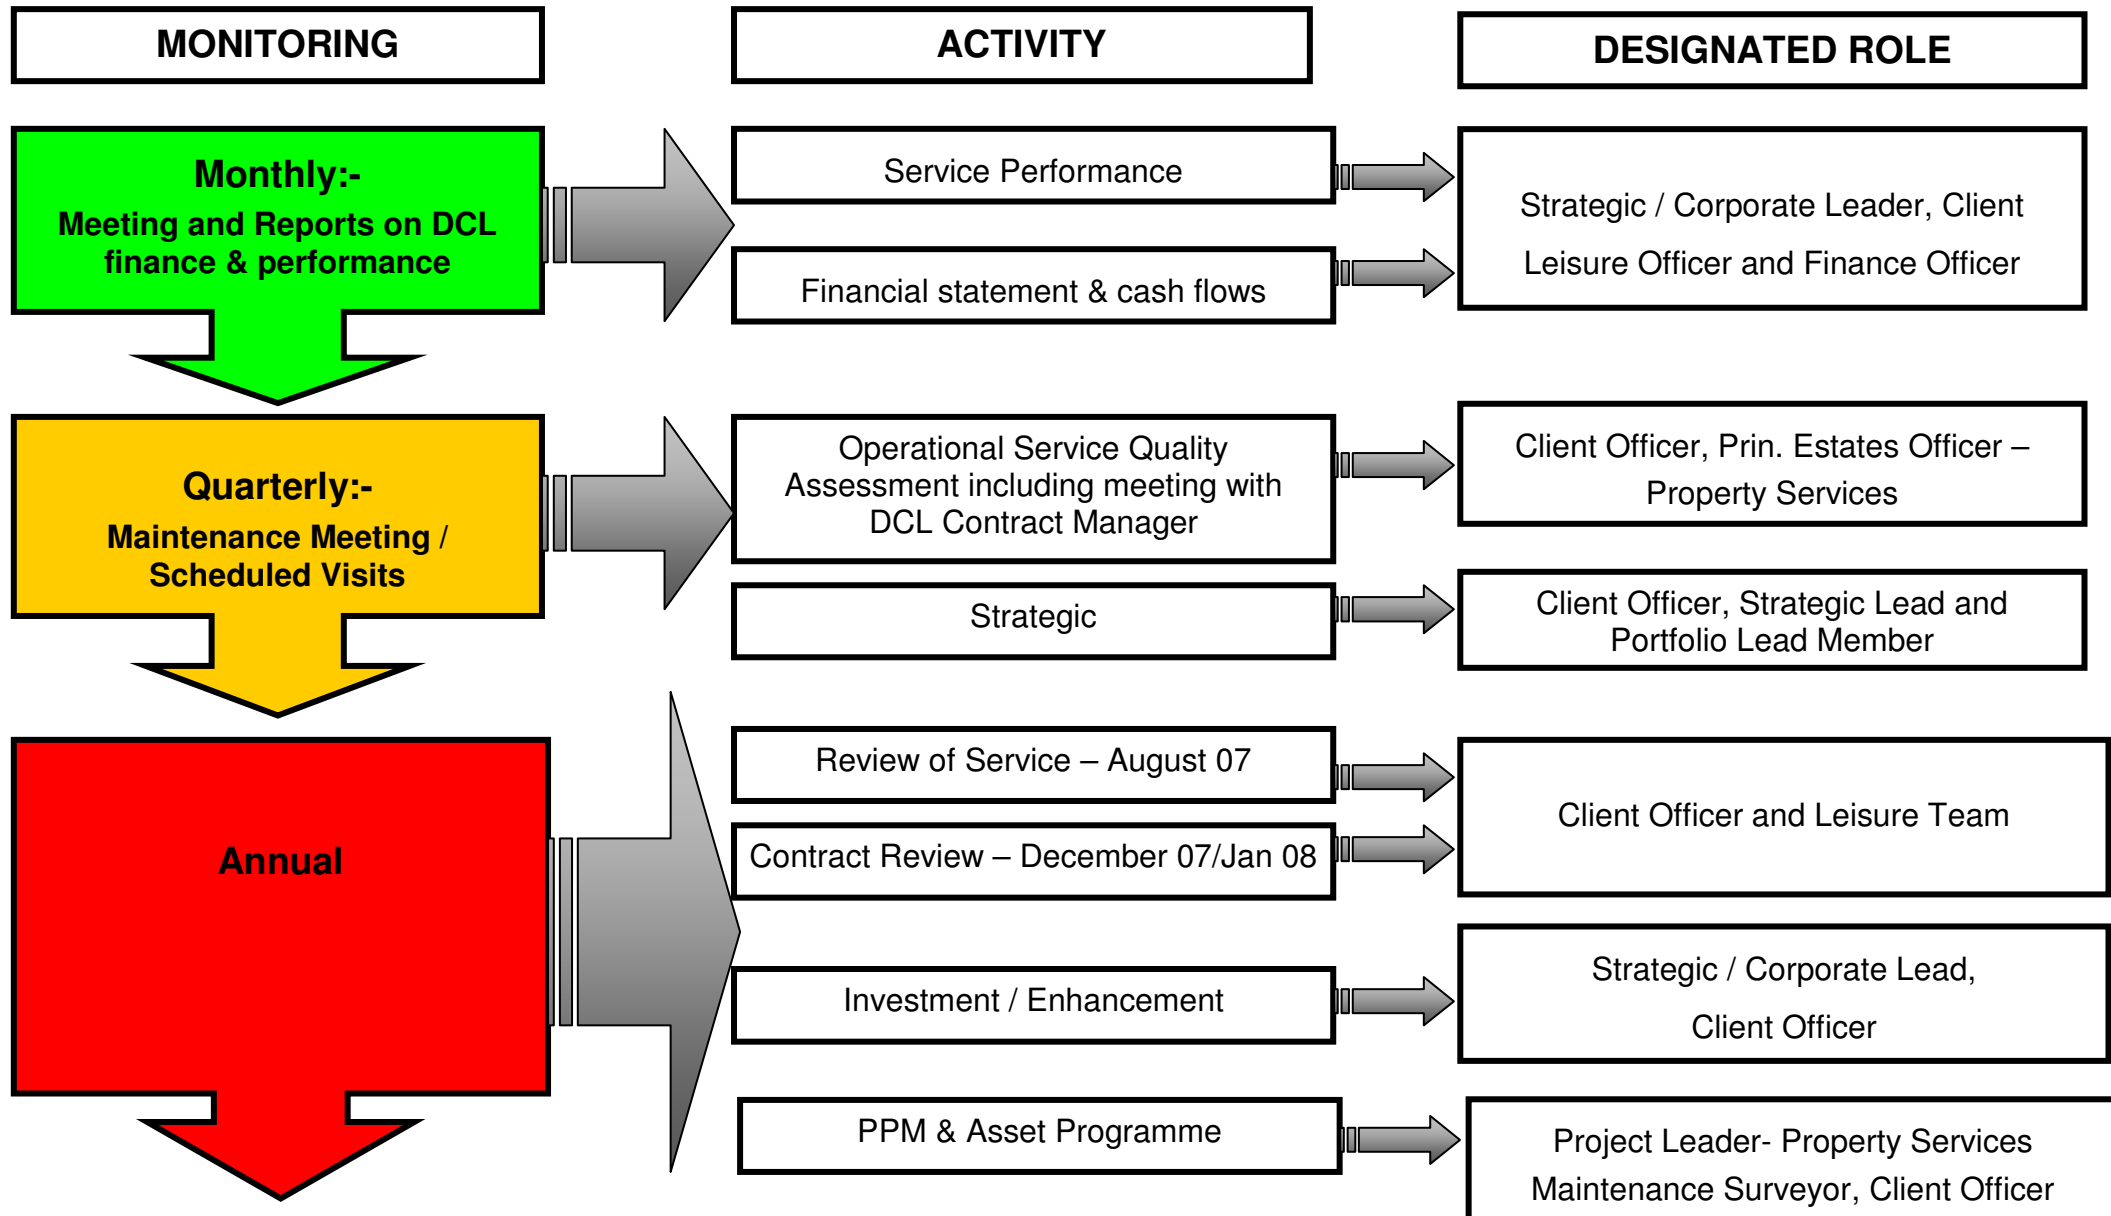 MONITORING
ACTIVITY
DESIGNATED ROLE
Monthly:-
Meeting and Reports on DCL
finance & performance
Service Performance
Financial statement & cash flows
Strategic / Corporate Leader, Client
Leisure Officer and Finance Officer
Quarterly:-
Maintenance Meeting /
Scheduled Visits
Operational Service Quality
Assessment including meeting with
DCL Contract Manager
Client Officer, Prin. Estates Officer –
Property Services
Strategic
Client Officer, Strategic Lead and
Portfolio Lead Member
Annual
Review of Service – August 07
Contract Review – December 07/Jan 08
Client Officer and Leisure Team
Investment / Enhancement
Strategic / Corporate Lead,
Client Officer
PPM & Asset Programme
Project Leader- Property Services
Maintenance Surveyor, Client Officer